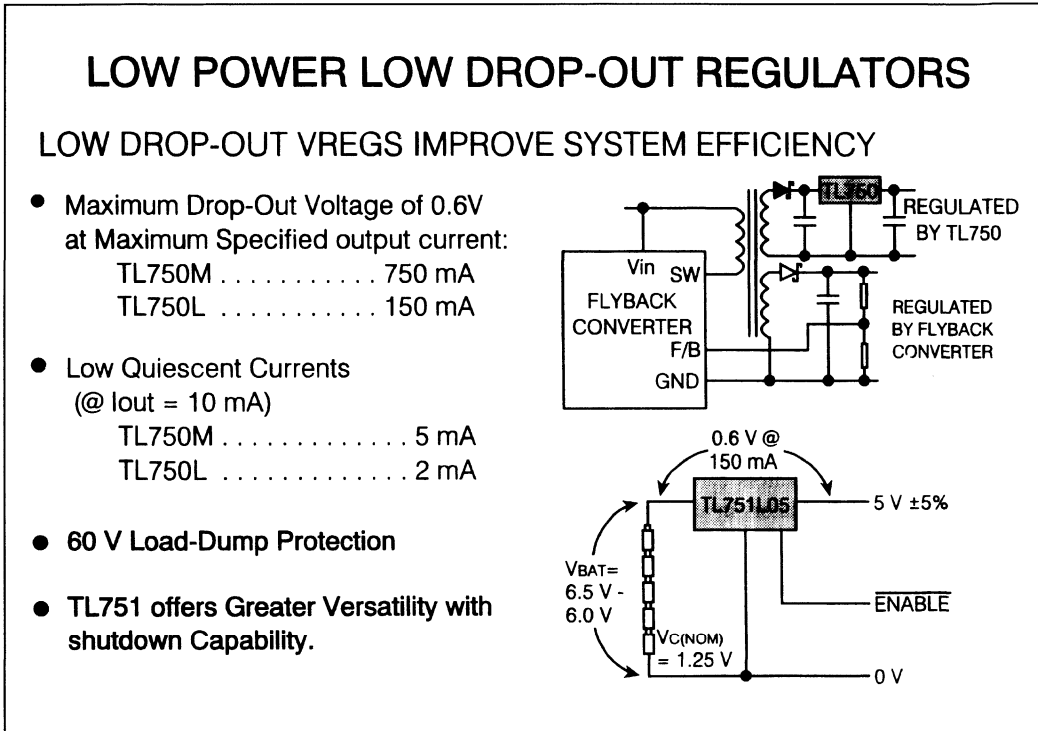 LOW POWER LOW DROP-OUT REGULATORS
LOW DROP-OUT VREGS IMPROVE SYSTEM EFFICIENCY
● Maximum Drop-Out Voltage of 0.6V
at Maximum Specified output current:
TL750M . . . . . . . . . . . 750 mA
TL750L . . . . . . . . . . . 150 mA
● Low Quiescent Currents
(@ Iout = 10 mA)
TL750M . . . . . . . . . . . . . 5 mA
TL750L . . . . . . . . . . . . . 2 mA
● 60 V Load-Dump Protection
● TL751 offers Greater Versatility with
shutdown Capability.
TL750
REGULATED
BY TL750
Vin
SW
FLYBACK
CONVERTER
F/B
GND
REGULATED
BY FLYBACK
CONVERTER
0.6 V @
150 mA
TL751L05
5 V ±5%
VBAT=
6.5 V -
6.0 V
ENABLE
VC(NOM)
= 1.25 V
0 V